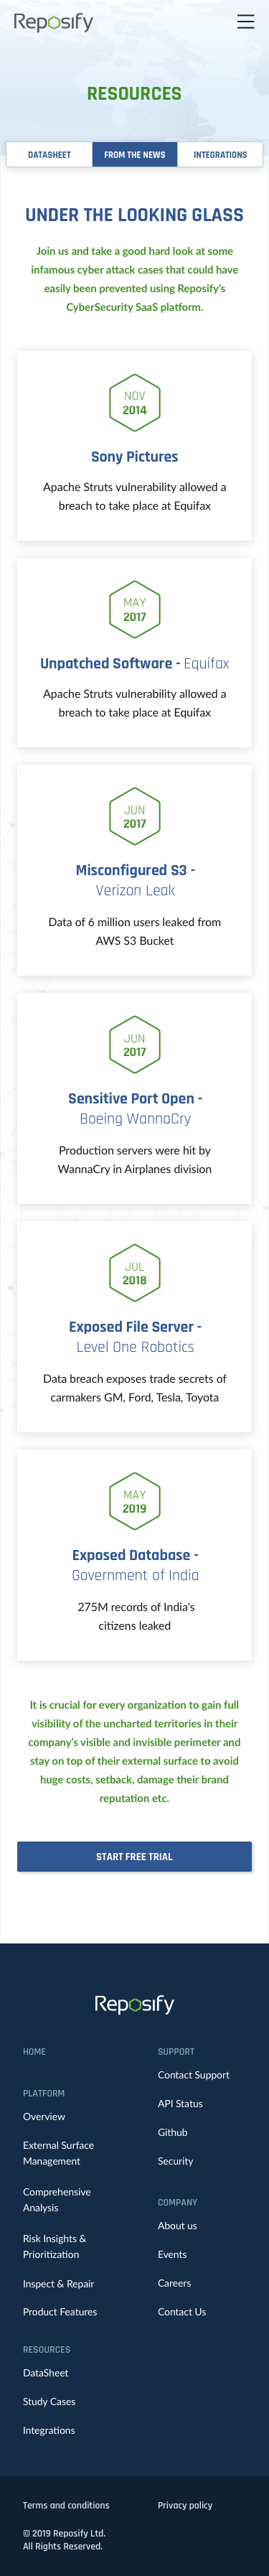 Reposify
RESOURCES
DATASHEET
FROM THE NEWS
INTEGRATIONS
UNDER THE LOOKING GLASS
Join us and take a good hard look at some
infamous cyber attack cases that could have
easily been prevented using Reposify's
CyberSecurity SaaS platform.
NOV
2014
Sony Pictures
Apache Struts vulnerability allowed a
breach to take place at Equifax
MAY
2017
Unpatched Software - Equifax
Apache Struts vulnerability allowed a
breach to take place at Equifax
JUN
2017
Misconfigured S3 -
Verizon Leak
Data of 6 million users leaked from
AWS S3 Bucket
JUN
2017
Sensitive Port Open -
Boeing WannaCry
Production servers were hit by
WannaCry in Airplanes division
JUL
2018
Exposed File Server -
Level One Robotics
Data breach exposes trade secrets of
carmakers GM, Ford, Tesla, Toyota
MAY
2019
Exposed Database -
Government of India
275M records of India's
citizens leaked
It is crucial for every organization to gain full
visibility of the uncharted territories in their
company's visible and invisible perimeter and
stay on top of their external surface to avoid
huge costs, setback, damage their brand
reputation etc.
START FREE TRIAL
Reposify
HOME
PLATFORM
Overview
External Surface
Management
Comprehensive
Analysis
Risk Insights &
Prioritization
Inspect & Repair
Product Features
RESOURCES
DataSheet
Study Cases
Integrations
SUPPORT
Contact Support
API Status
Github
Security
COMPANY
About us
Events
Careers
Contact Us
Terms and conditions
Privacy policy
© 2019 Reposify Ltd.
All Rights Reserved.